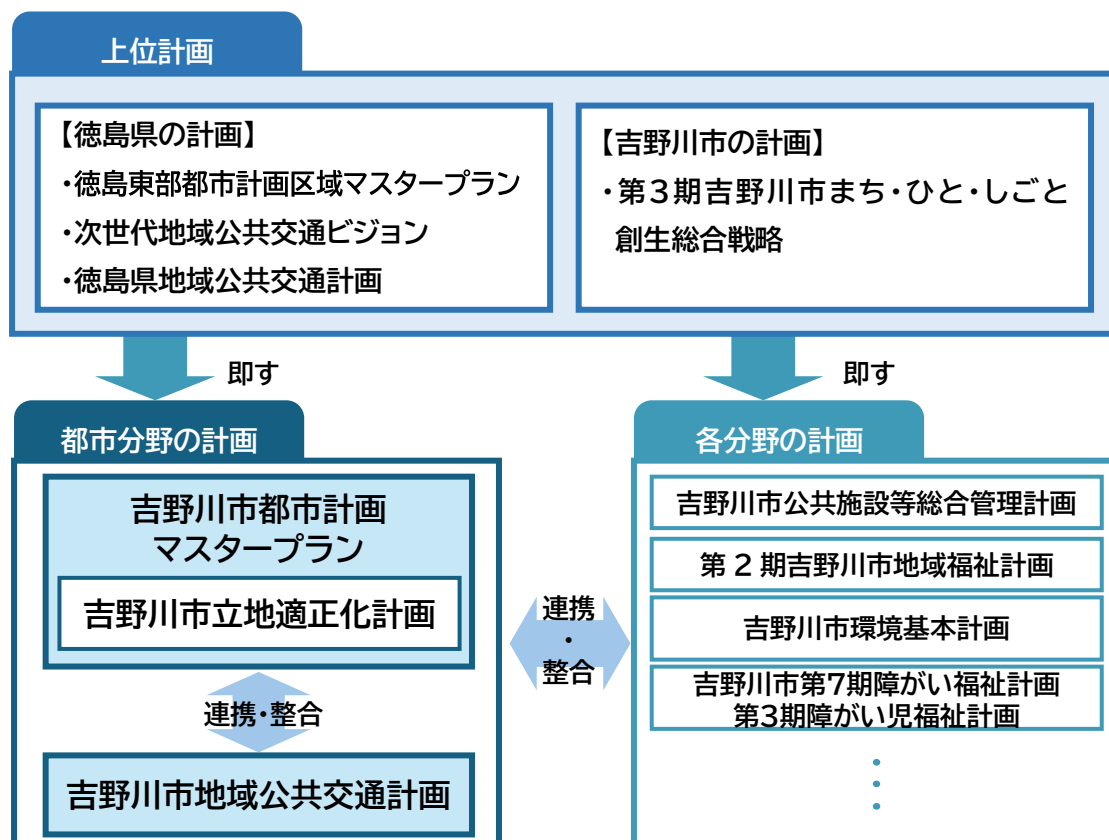 上位計画
【徳島県の計画】
・徳島東部都市計画区域マスタープラン
・次世代地域公共交通ビジョン
・徳島県地域公共交通計画
【吉野川市の計画】
・第3期吉野川市まち・ひと・しごと
創生総合戦略
即す
即す
都市分野の計画
吉野川市都市計画
マスタープラン
吉野川市立地適正化計画
連携・整合
吉野川市地域公共交通計画
連携
・
整合
各分野の計画
吉野川市公共施設等総合管理計画
第2期吉野川市地域福祉計画
吉野川市環境基本計画
吉野川市第7期障がい福祉計画
第3期障がい児福祉計画
・
・
・